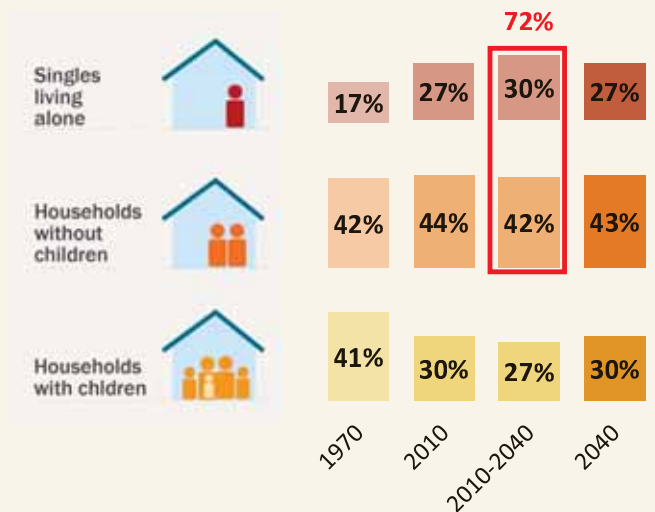 72%
Singles
living
alone
17% 27% 30% 27%
Households
without
children
42% 44% 42% 43%
Households
with chldren
41% 30% 27% 30%
1970 2010 2010-2040 2040